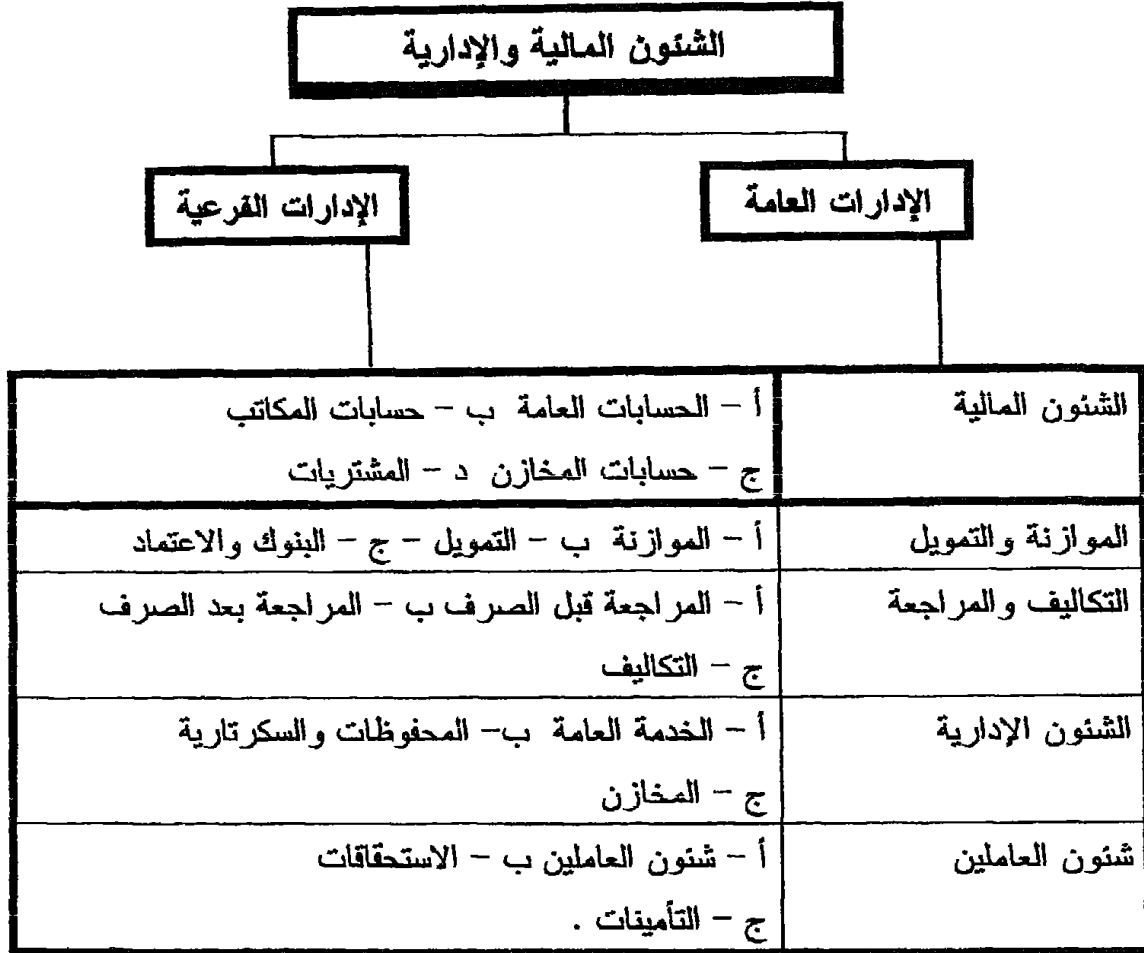 الشئون المالية والإدارية
الإدارات العامة
الإدارات الفرعية
الشئون المالية
أ – الحسابات العامة ب – حسابات المكاتب
ج – حسابات المخازن د – المشتريات
الموازنة والتمويل
أ – الموازنة ب – التمويل – ج – البنوك والاعتماد
التكاليف والمراجعة
أ – المراجعة قبل الصرف ب – المراجعة بعد الصرف
ج – التكاليف
الشئون الإدارية
أ – الخدمة العامة ب– المحفوظات والسكرتارية
ج – المخازن
شئون العاملين
أ – شئون العاملين ب – الاستحقاقات
ج – التأمينات .